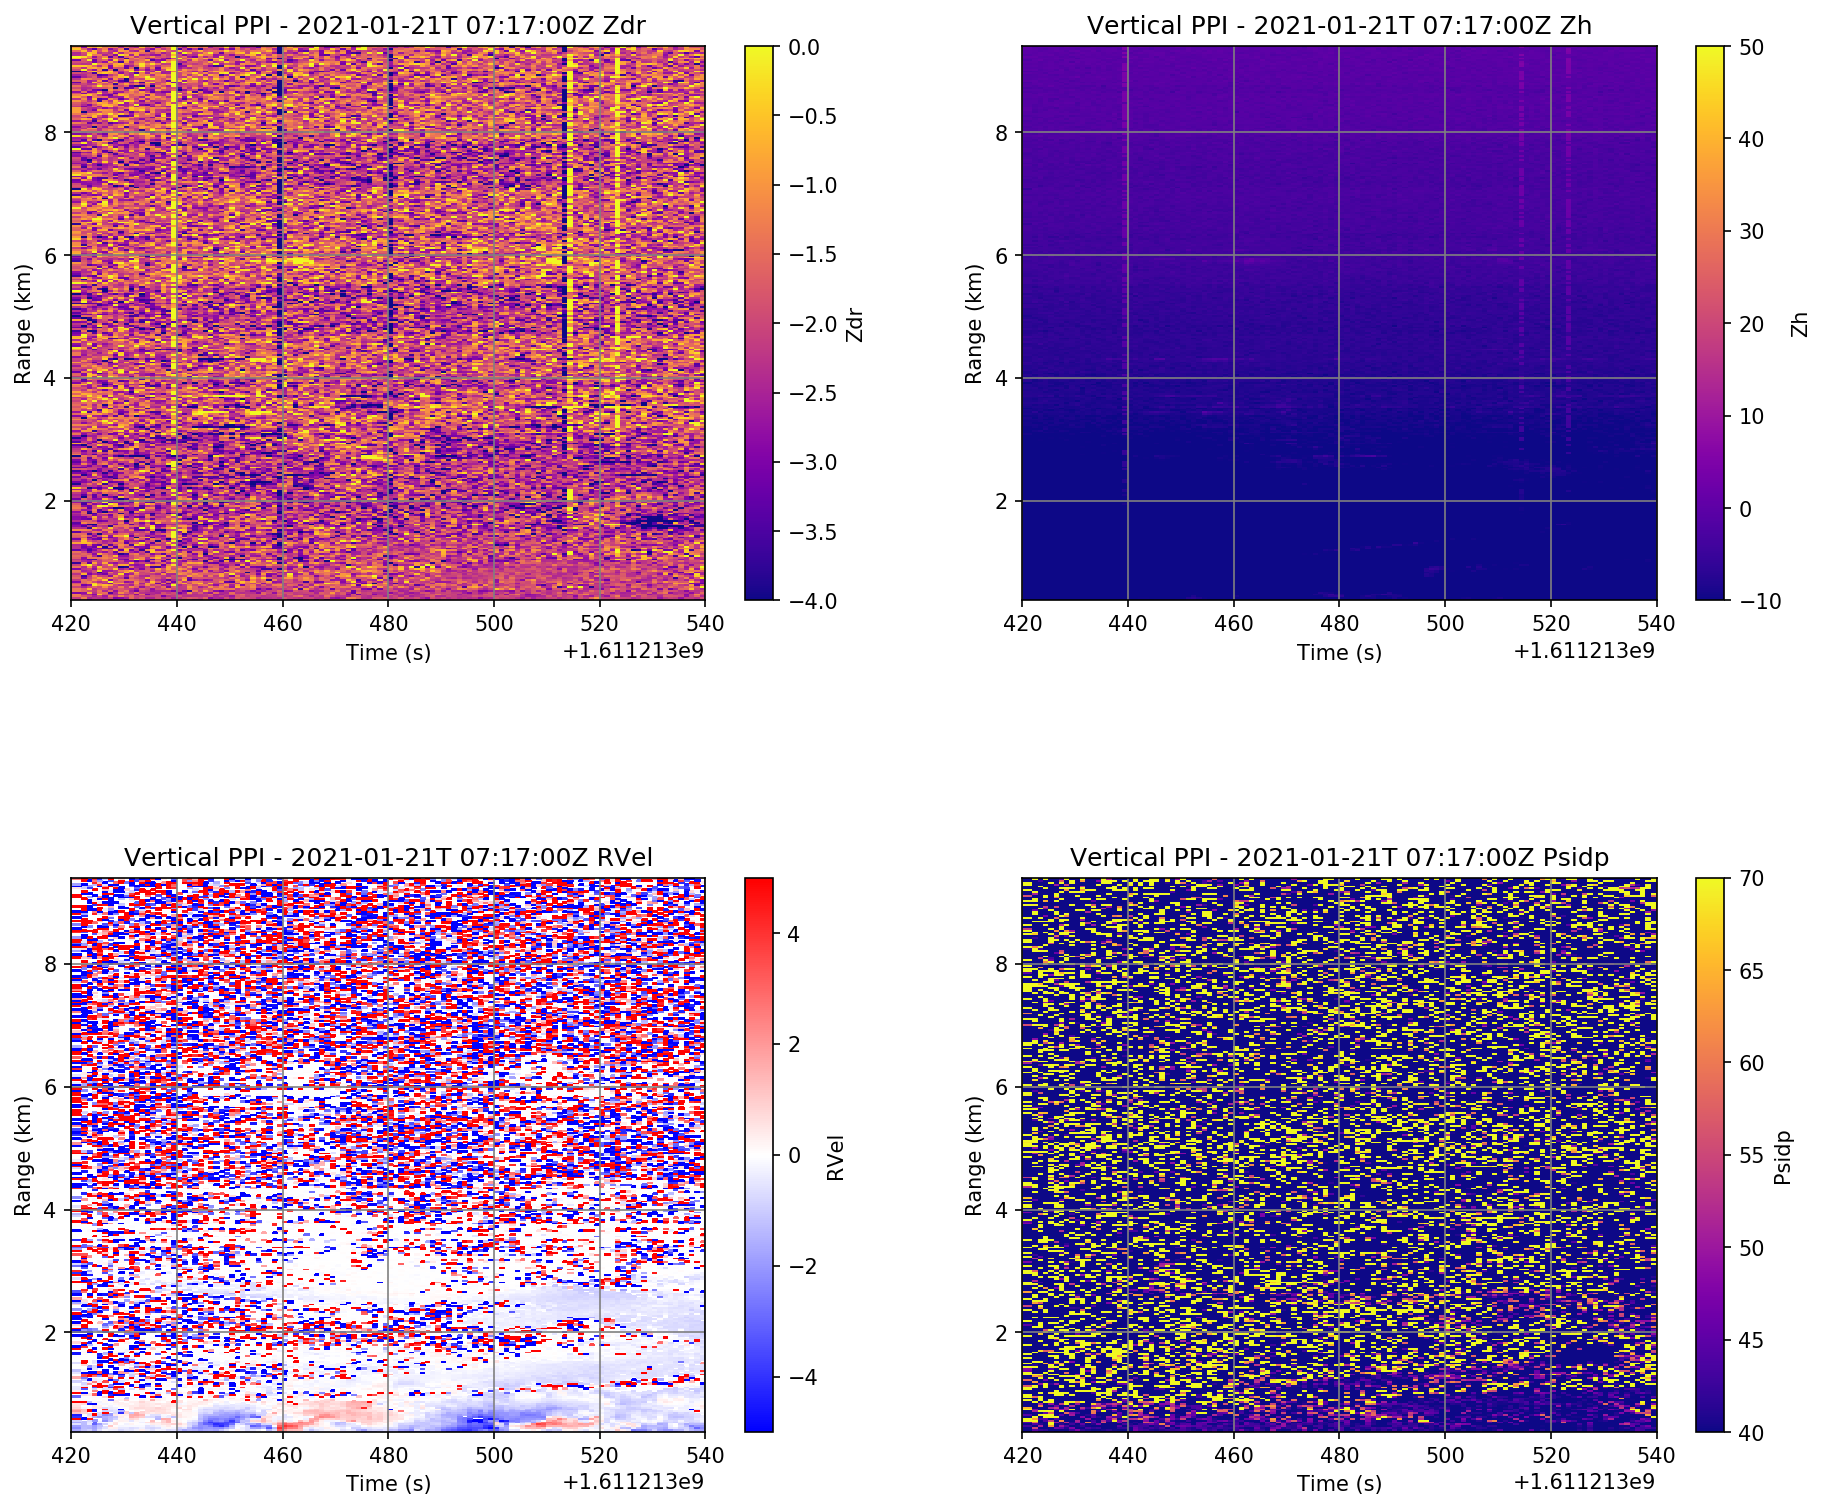 Vertical PPI - 2021-01-21T 07:17:00Z Zdr
Range (km)
8
6
4
2
420 440 460 480 500 520 540
Time (s)
+1.611213e9
0.0
−0.5
−1.0
−1.5
−2.0
−2.5
−3.0
−3.5
−4.0
Zdr
Vertical PPI - 2021-01-21T 07:17:00Z Zh
Range (km)
8
6
4
2
420 440 460 480 500 520 540
Time (s)
+1.611213e9
50
40
30
20
10
0
−10
Zh
Vertical PPI - 2021-01-21T 07:17:00Z RVel
Range (km)
8
6
4
2
420 440 460 480 500 520 540
Time (s)
+1.611213e9
4
2
0
−2
−4
RVel
Vertical PPI - 2021-01-21T 07:17:00Z Psidp
Range (km)
8
6
4
2
420 440 460 480 500 520 540
Time (s)
+1.611213e9
70
65
60
55
50
45
40
Psidp